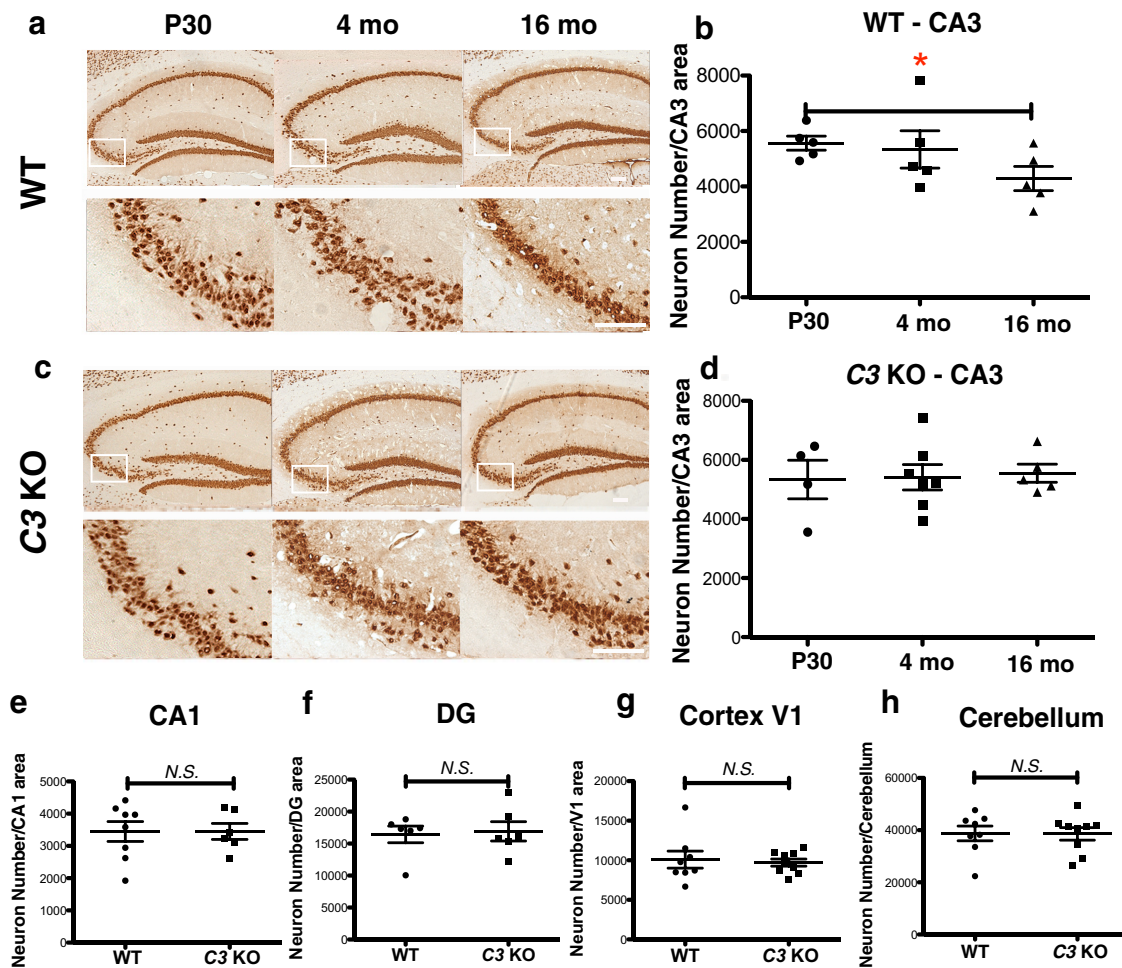 a
P30
4 mo
16 mo
WT
b
WT - CA3
*
Neuron Number/CA3 area
8000
6000
4000
2000
0
P30
4 mo
16 mo
c
C3 KO
d
C3 KO - CA3
Neuron Number/CA3 area
8000
6000
4000
2000
0
P30
4 mo
16 mo
e
CA1
N.S.
Neuron Number/CA1 area
5000
4000
3000
2000
1000
0
WT
C3 KO
f
DG
N.S.
Neuron Number/DG area
25000
20000
15000
10000
5000
0
WT
C3 KO
g
Cortex V1
N.S.
Neuron Number/V1 area
20000
15000
10000
5000
0
WT
C3 KO
h
Cerebellum
N.S.
Neuron Number/Cerebellum
60000
40000
20000
0
WT
C3 KO